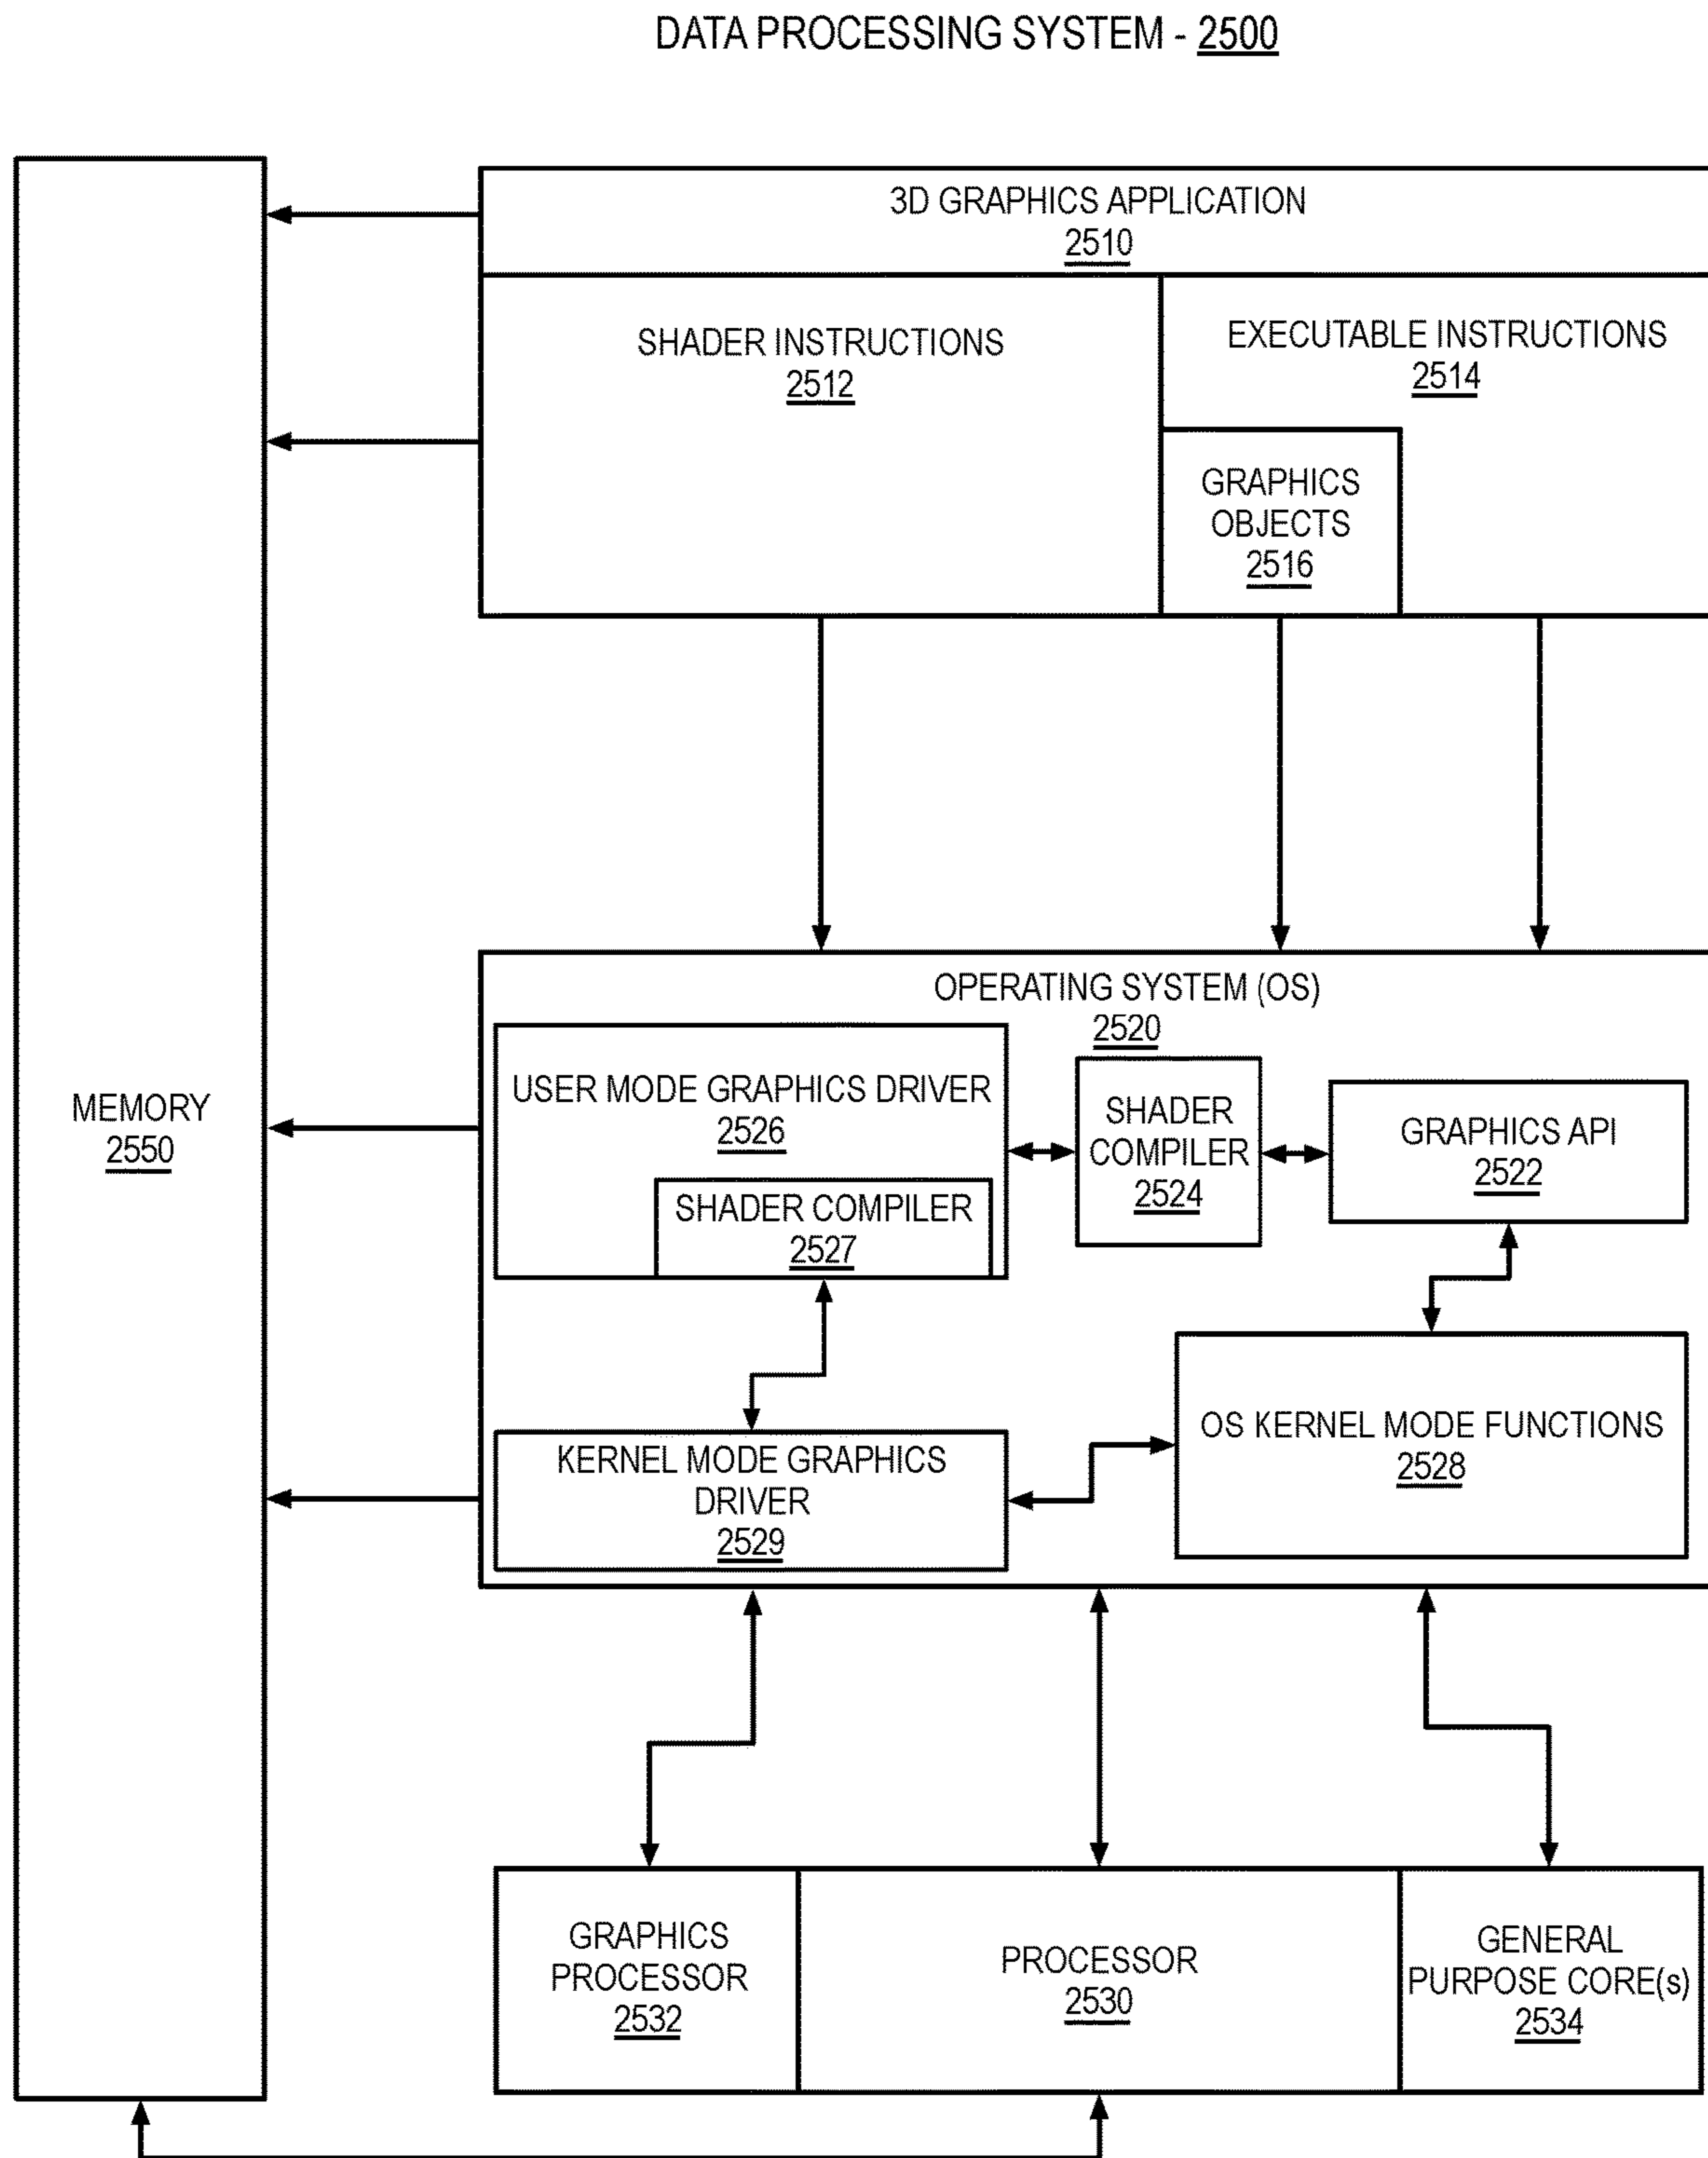 DATA PROCESSING SYSTEM - 2500
3D GRAPHICS APPLICATION
2510
SHADER INSTRUCTIONS
2512
EXECUTABLE INSTRUCTIONS
2514
GRAPHICS
OBJECTS
2516
MEMORY
2550
OPERATING SYSTEM (OS)
2520
USER MODE GRAPHICS DRIVER
2526
SHADER COMPILER
2527
SHADER
COMPILER
2524
GRAPHICS API
2522
KERNEL MODE GRAPHICS
DRIVER
2529
OS KERNEL MODE FUNCTIONS
2528
GRAPHICS
PROCESSOR
2532
PROCESSOR
2530
GENERAL
PURPOSE CORE(s)
2534